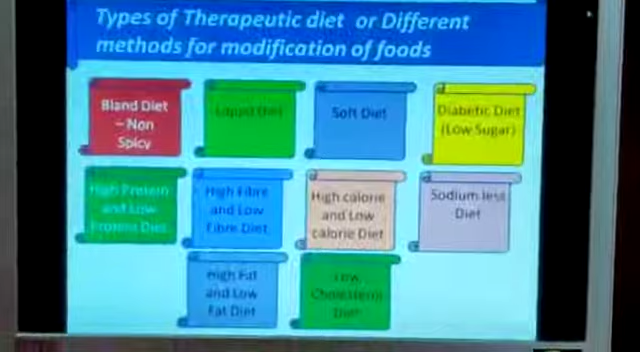 Types of Therapeutic diet or Different
methods for modification of foods
Bland Diet
– Non
Spicy
Liquid Diet
Soft Diet
Diabetic Diet
(Low Sugar)
High Protein
and Low
Protein Diet
High Fibre
and Low
Fibre Diet
High calorie
and Low
calorie Diet
Sodium less
Diet
High Fat
and Low
Fat Diet
Low
Cholesterol
Diet